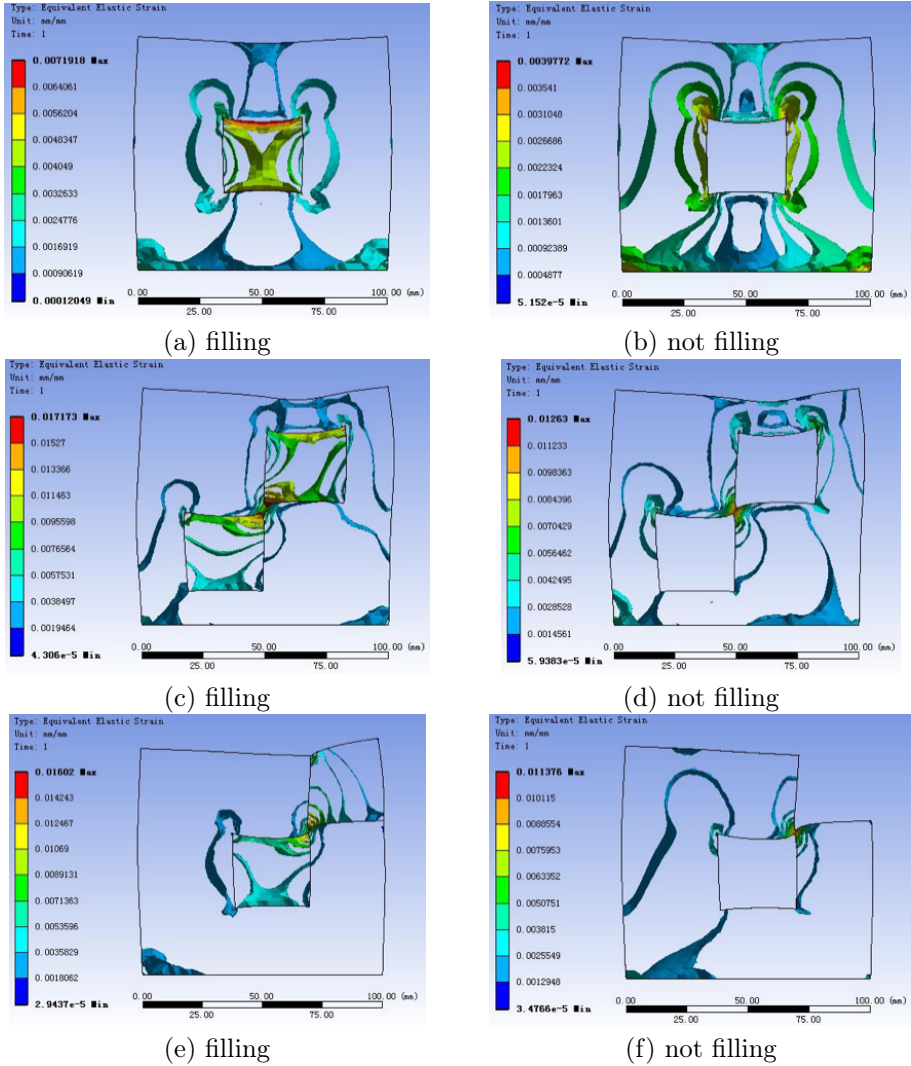 Type: Equivalent Elastic Strain
Unit: mm/mm
Time: 1
0.0071918 Max
0.0064061
0.0056204
0.0048347
0.004049
0.0032633
0.0024776
0.0016919
0.00090619
0.00012049 Min
0.00 50.00 100.00 (mm)
25.00 75.00
(a) filling
Type: Equivalent Elastic Strain
Unit: mm/mm
Time: 1
0.0039772 Max
0.003541
0.0031048
0.0026686
0.0022324
0.0017963
0.0013601
0.00092389
0.0004877
5.152e-5 Min
0.00 50.00 100.00 (mm)
25.00 75.00
(b) not filling
Type: Equivalent Elastic Strain
Unit: mm/mm
Time: 1
0.017173 Max
0.01527
0.013366
0.011463
0.0095598
0.0076564
0.0057531
0.0038497
0.0019464
4.306e-5 Min
0.00 50.00 100.00 (mm)
25.00 75.00
(c) filling
Type: Equivalent Elastic Strain
Unit: mm/mm
Time: 1
0.01263 Max
0.011233
0.0098363
0.0084396
0.0070429
0.0056462
0.0042495
0.0028528
0.0014561
5.9383e-5 Min
0.00 50.00 100.00 (mm)
25.00 75.00
(d) not filling
Type: Equivalent Elastic Strain
Unit: mm/mm
Time: 1
0.01602 Max
0.014243
0.012467
0.01069
0.0089131
0.0071363
0.0053596
0.0035829
0.0018062
2.9437e-5 Min
0.00 50.00 100.00 (mm)
25.00 75.00
(e) filling
Type: Equivalent Elastic Strain
Unit: mm/mm
Time: 1
0.011376 Max
0.010115
0.0088554
0.0075953
0.0063352
0.0050751
0.003815
0.0025549
0.0012948
3.4766e-5 Min
0.00 50.00 100.00 (mm)
25.00 75.00
(f) not filling